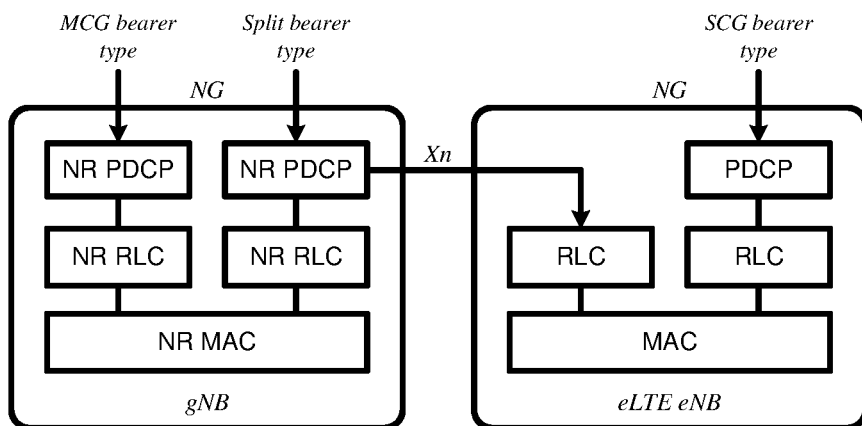 MCG bearer
type
Split bearer
type
SCG bearer
type
NG
NG
NR PDCP
NR PDCP
Xn
PDCP
NR RLC
NR RLC
RLC
RLC
NR MAC
MAC
gNB
eLTE eNB